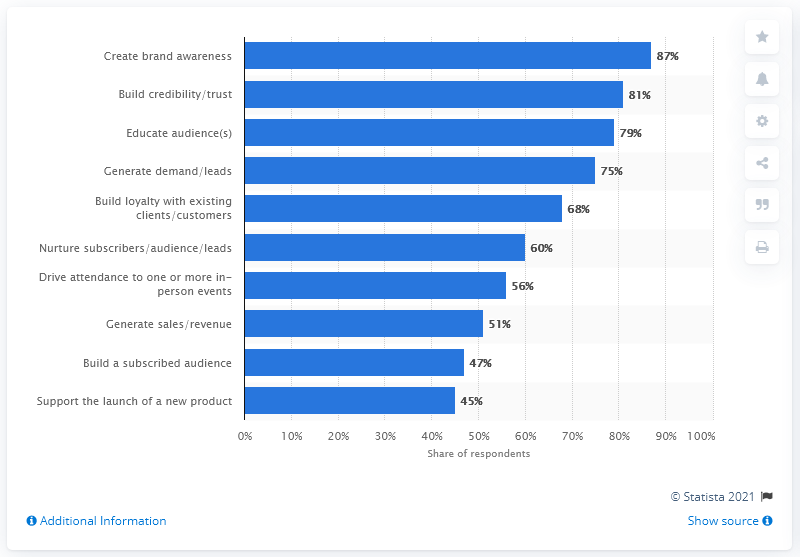 Create brand awareness 87%
Build credibility/trust 81%
Educate audience(s) 79%
Generate demand/leads 75%
Build loyalty with existing
clients/customers 68%
Nurture subscribers/audience/leads 60%
Drive attendance to one or more in-
person events 56%
Generate sales/revenue 51%
Build a subscribed audience 47%
Support the launch of a new product 45%
0% 10% 20% 30% 40% 50% 60% 70% 80% 90% 100%
Share of respondents
© Statista 2021
Additional Information
Show source